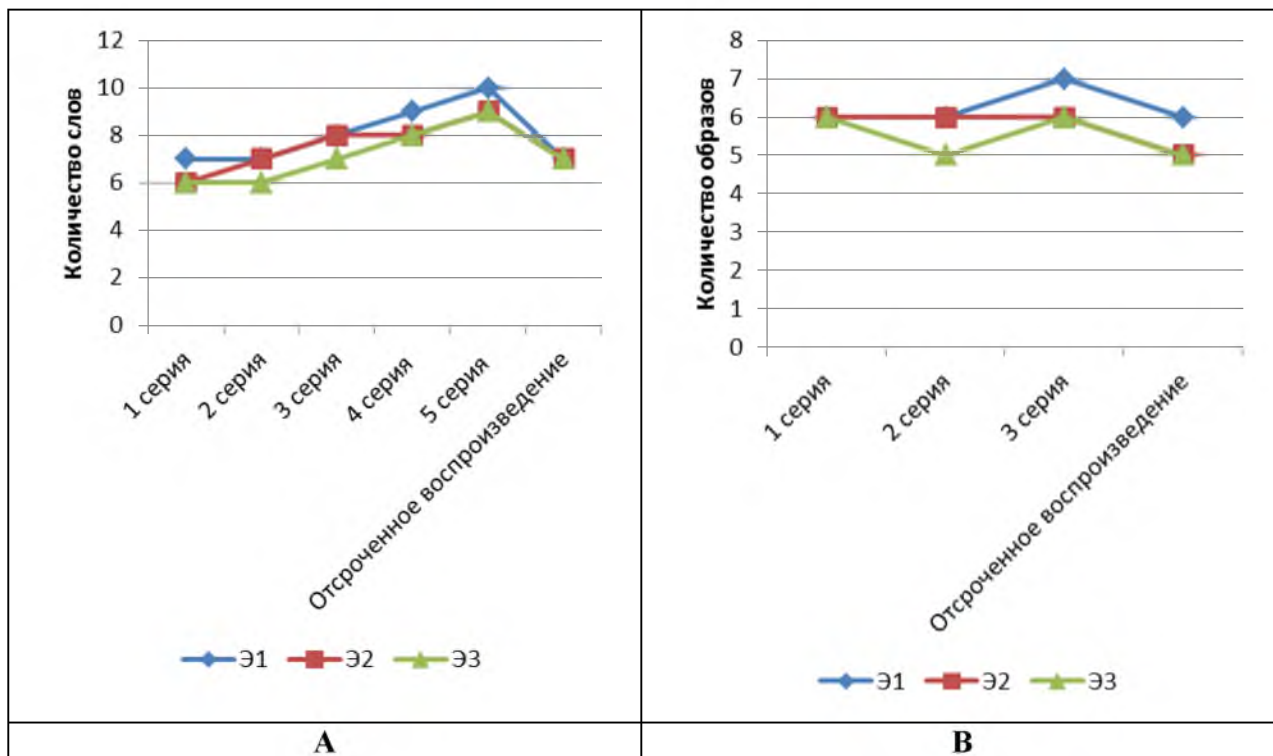 Количество слов
12
10
8
6
4
2
0
1 серия
2 серия
3 серия
4 серия
5 серия
Отсроченное воспроизведение
Э1 Э2 Э3
А
Количество образов
8
7
6
5
4
3
2
1
0
1 серия
2 серия
3 серия
Отсроченное воспроизведение
Э1 Э2 Э3
В